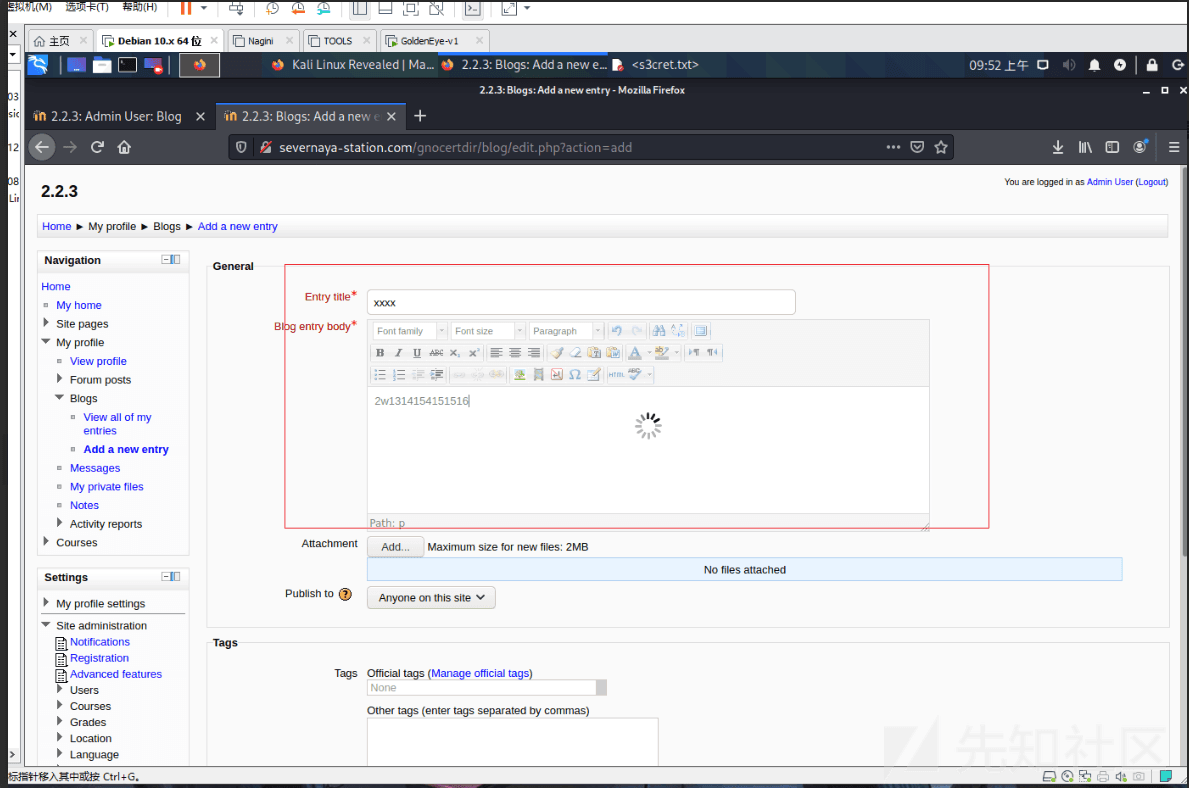 虚拟机(M) 选项卡(T) 帮助(H)
主页 Debian 10.x 64 位 Nagini TOOLS GoldenEye-v1
Kali Linux Revealed | Ma... 2.2.3: Blogs: Add a new e... <s3cret.txt> 09:52 上午
2.2.3: Blogs: Add a new entry - Mozilla Firefox
2.2.3: Admin User: Blog 2.2.3: Blogs: Add a new e
severnaya-station.com/gnocertdir/blog/edit.php?action=add
2.2.3
You are logged in as Admin User (Logout)
Home ► My profile ► Blogs ► Add a new entry
Navigation
Home
My home
Site pages
My profile
View profile
Forum posts
Blogs
View all of my
entries
Add a new entry
Messages
My private files
Notes
Activity reports
Courses
Settings
My profile settings
Site administration
Notifications
Registration
Advanced features
Users
Courses
Grades
Location
Language
General
Entry title*
xxxx
Blog entry body*
Font family Font size Paragraph
B I U ABC X₂ X²
HTML ABC
2w1314154151516
Path: p
Attachment Add... Maximum size for new files: 2MB
No files attached
Publish to ? Anyone on this site
Tags
Tags Official tags (Manage official tags)
None
Other tags (enter tags separated by commas)
先知社区
标指针移入其中或按 Ctrl+G。